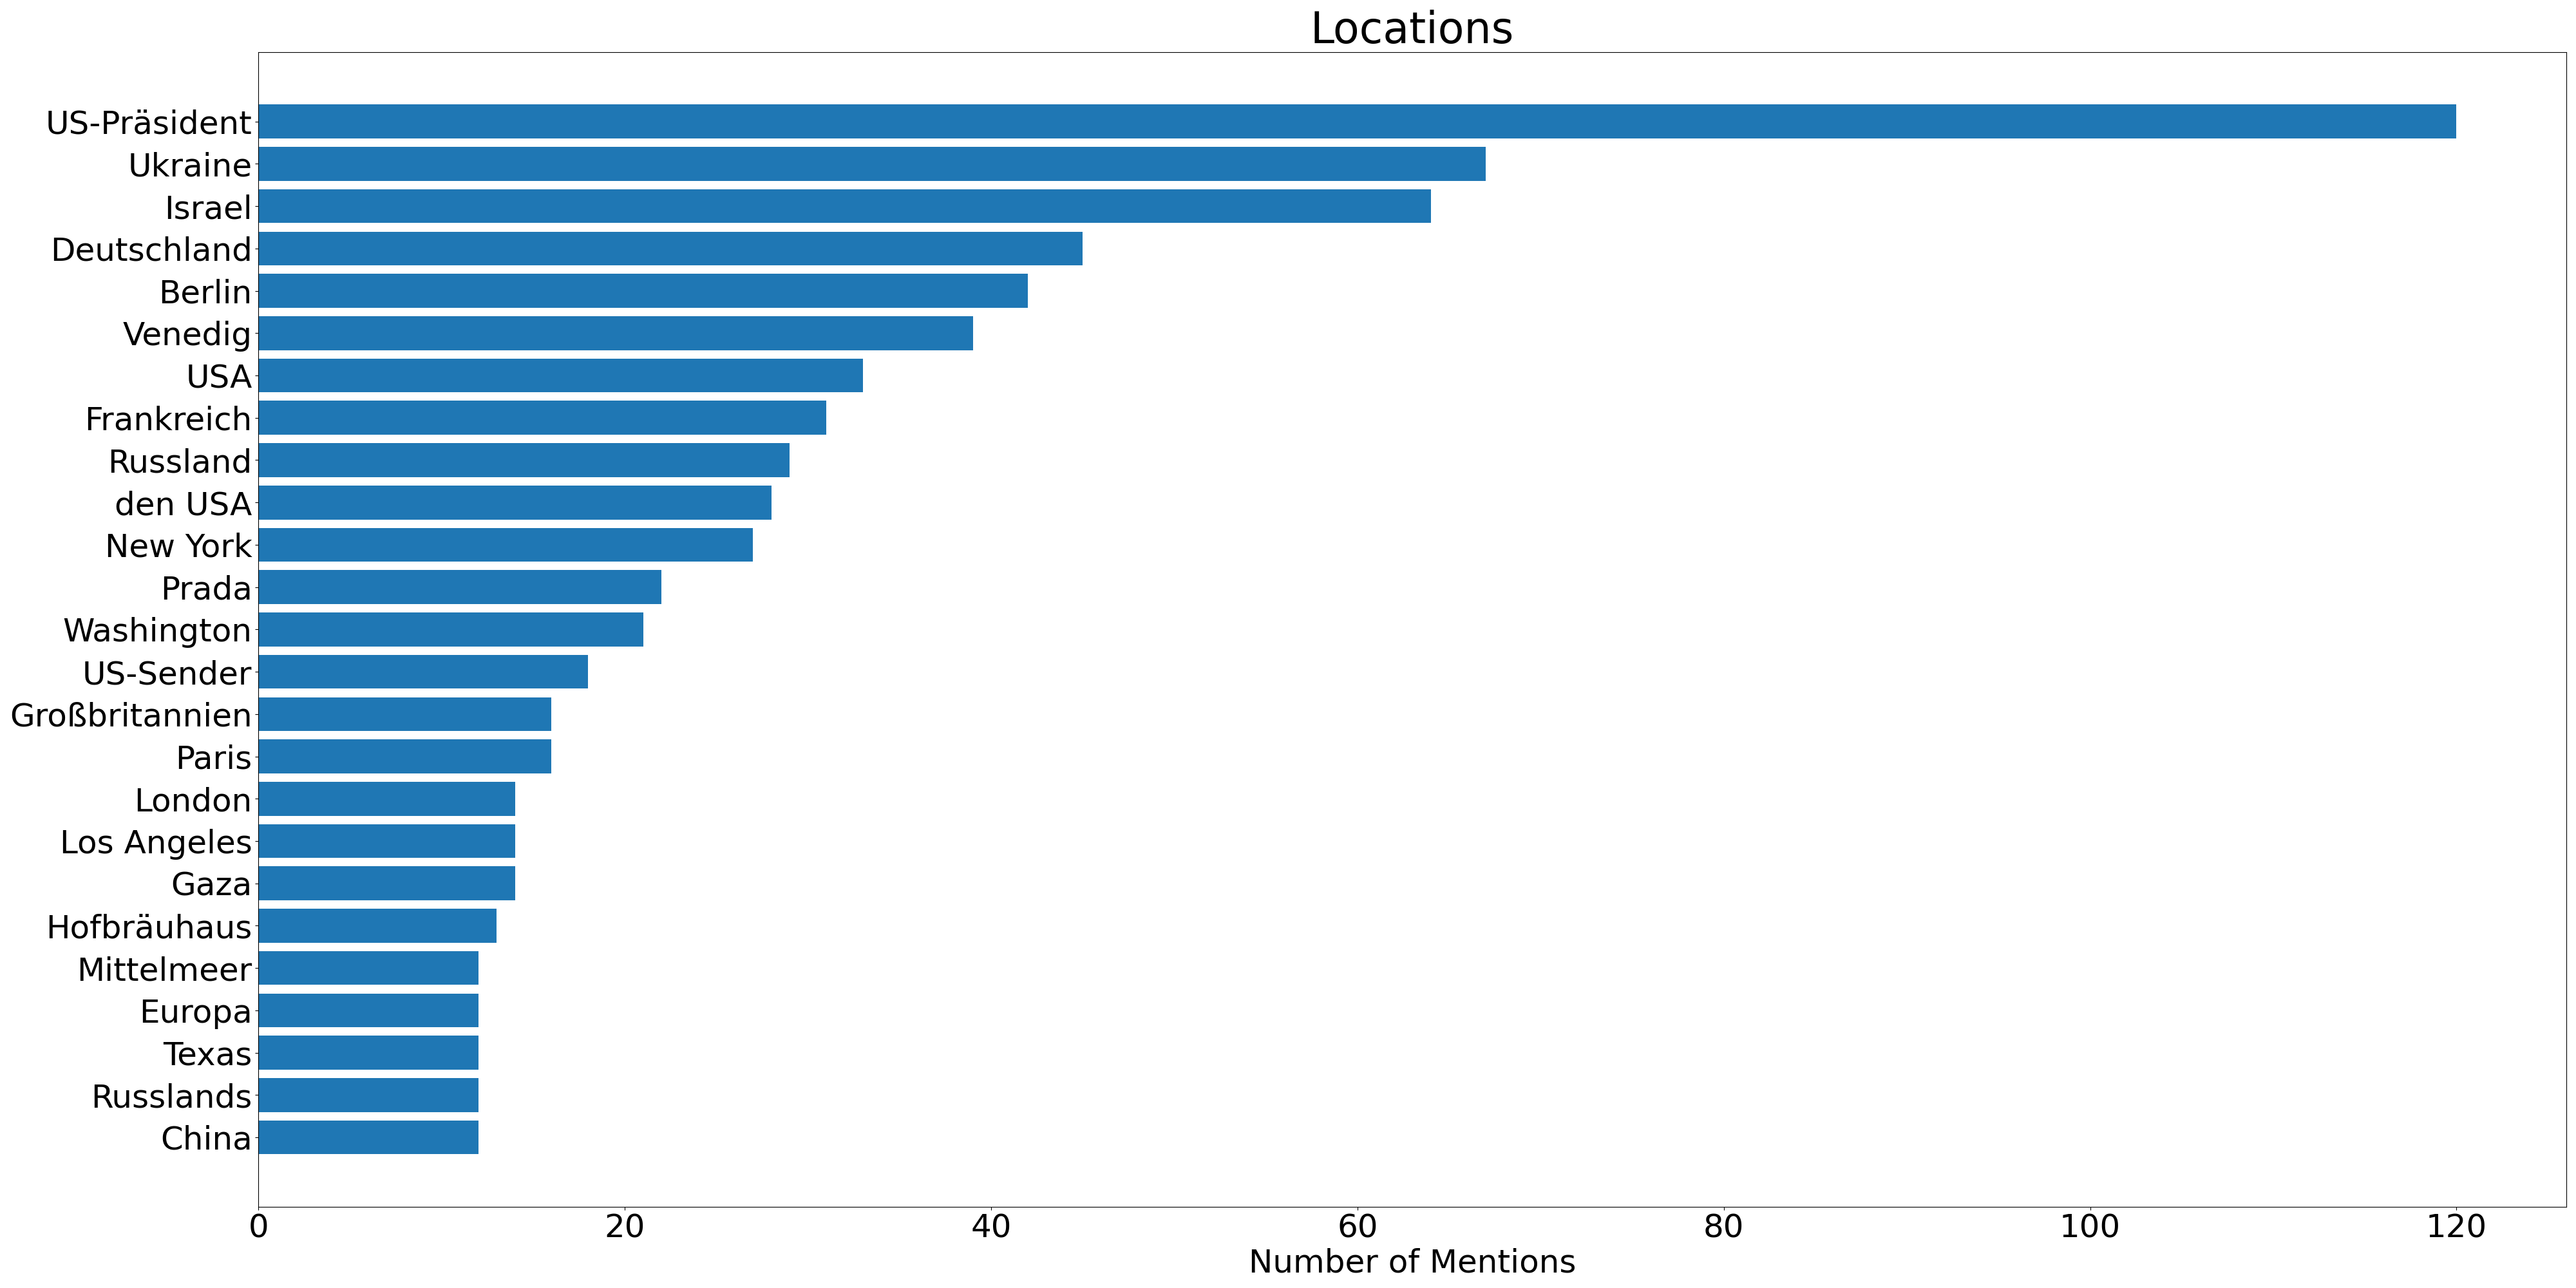 Locations
US-Präsident
Ukraine
Israel
Deutschland
Berlin
Venedig
USA
Frankreich
Russland
den USA
New York
Prada
Washington
US-Sender
Großbritannien
Paris
London
Los Angeles
Gaza
Hofbräuhaus
Mittelmeer
Europa
Texas
Russlands
China
0 20 40 60 80 100 120
Number of Mentions